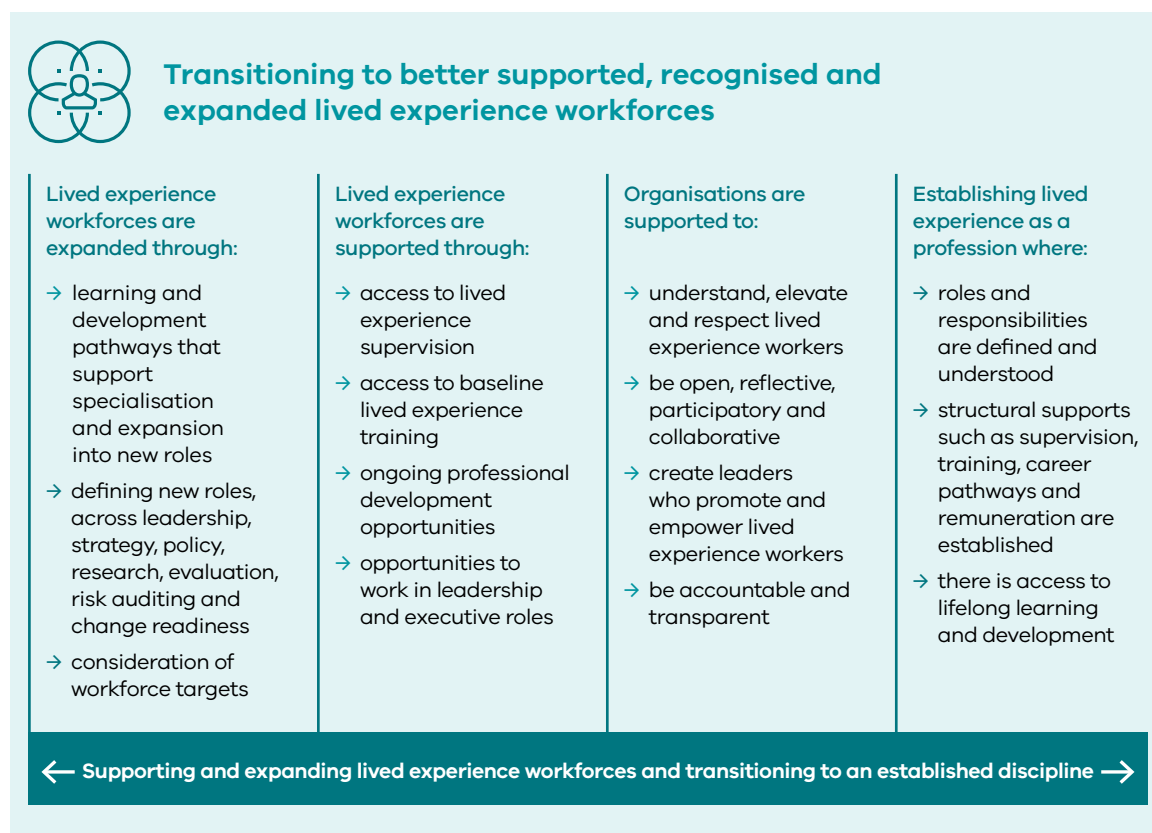 Transitioning to better supported, recognised and
expanded lived experience workforces
Lived experience
workforces are
expanded through:
→ learning and
development
pathways that
support
specialisation
and expansion
into new roles
→ defining new roles,
across leadership,
strategy, policy,
research, evaluation,
risk auditing and
change readiness
→ consideration of
workforce targets
Lived experience
workforces are
supported through:
→ access to lived
experience
supervision
→ access to baseline
lived experience
training
→ ongoing professional
development
opportunities
→ opportunities to
work in leadership
and executive roles
Organisations are
supported to:
→ understand, elevate
and respect lived
experience workers
→ be open, reflective,
participatory and
collaborative
→ create leaders
who promote and
empower lived
experience workers
→ be accountable and
transparent
Establishing lived
experience as a
profession where:
→ roles and
responsibilities
are defined and
understood
→ structural supports
such as supervision,
training, career
pathways and
remuneration are
established
→ there is access to
lifelong learning
and development
← Supporting and expanding lived experience workforces and transitioning to an established discipline →